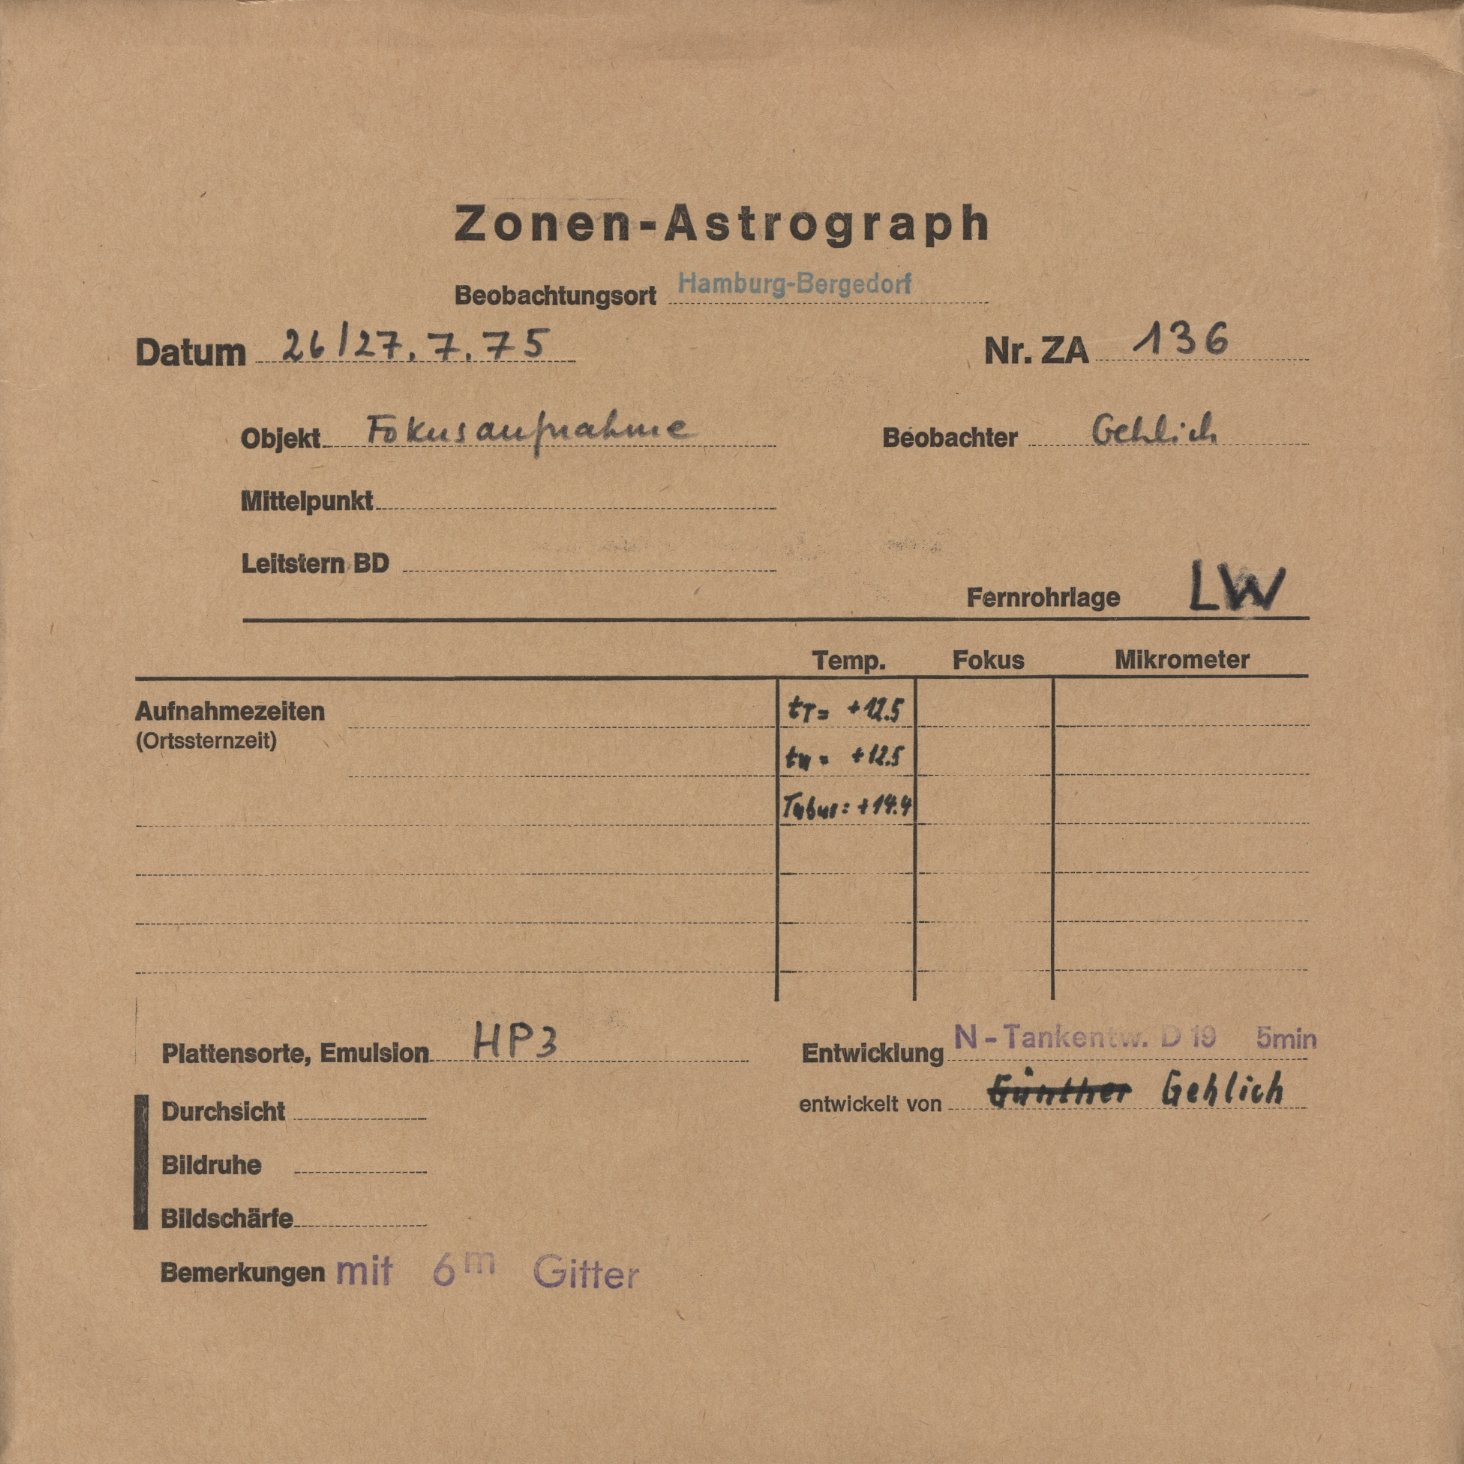 Zonen-Astrograph
Beobachtungsort Hamburg-Bergedorf
Datum 26/27.7.75 Nr. ZA 136
Objekt Fokusaufnahme Beobachter Gehlich
Mittelpunkt
Leitstern BD
Fernrohrlage LW
Temp. Fokus Mikrometer
Aufnahmezeiten tT= +12.5
(Ortssternzeit)
tN= +12.5
Tubus: +14.4
Plattensorte, Emulsion HP3 Entwicklung N-Tankentw. D19 5min
Durchsicht entwickelt von Günther Gehlich
Bildruhe
Bildschärfe
Bemerkungen mit 6m Gitter